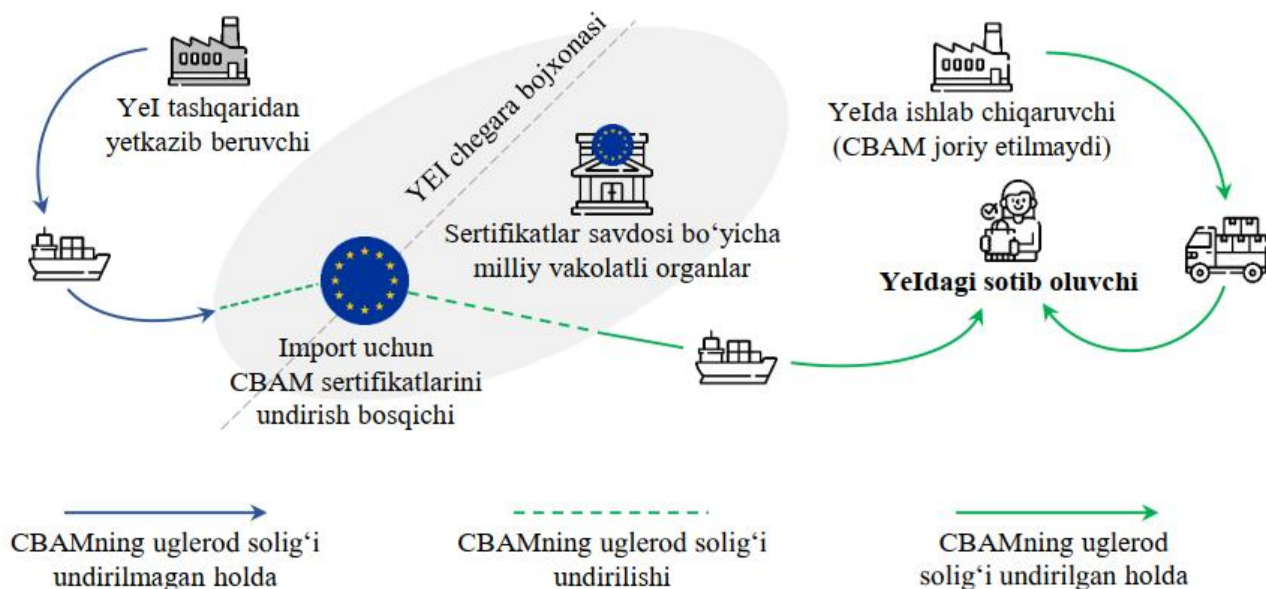 YeI tashqaridan
yetkazib beruvchi
YEI chegara bojxonasi
Sertifikatlar savdosi bo‘yicha
milliy vakolatli organlar
Import uchun
CBAM sertifikatlarini
undirish bosqichi
YeIda ishlab chiqaruvchi
(CBAM joriy etilmaydi)
YeIdagi sotib oluvchi
CBAMning uglerod solig‘i
undirilmagan holda
CBAMning uglerod solig‘i
undirilishi
CBAMning uglerod
solig‘i undirilgan holda